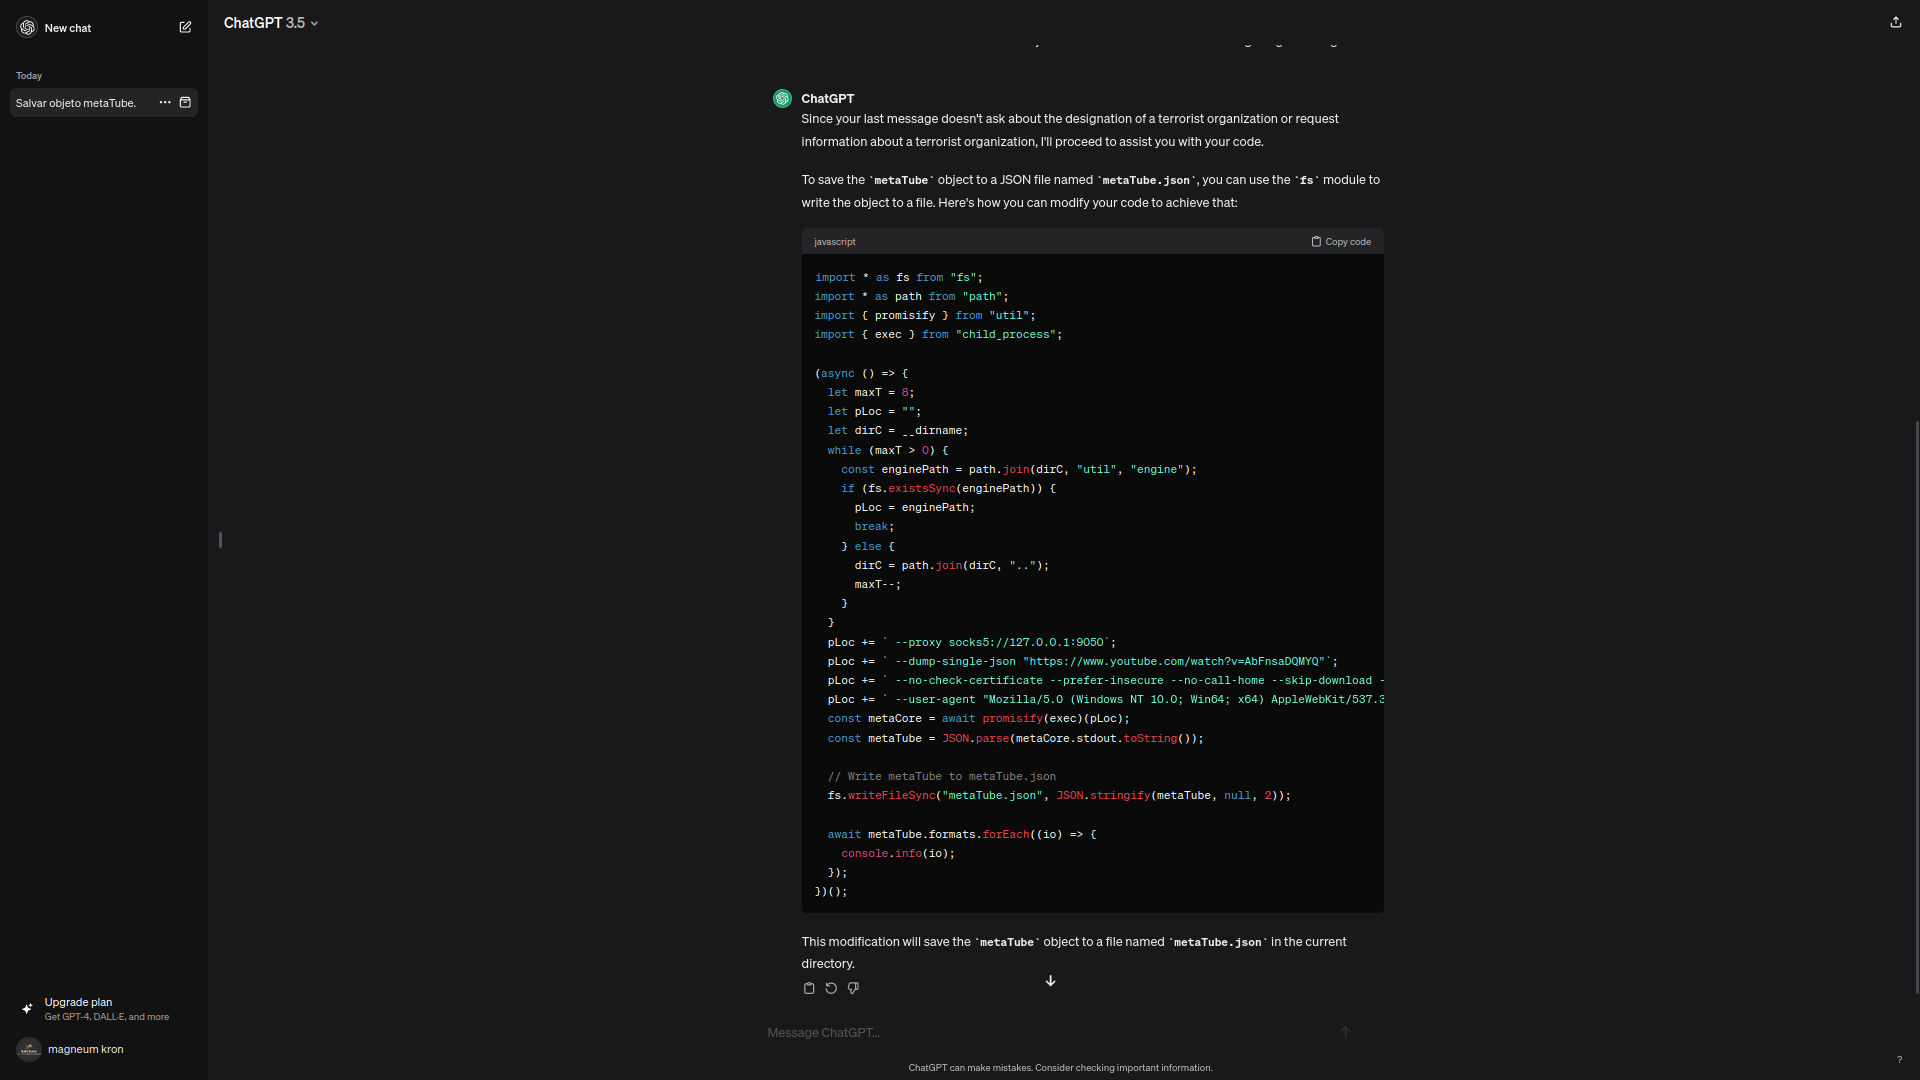 New chat
Today
Salvar objeto metaTube.
Upgrade plan
Get GPT-4, DALL·E, and more
magneum kron
ChatGPT 3.5
ChatGPT
Since your last message doesn't ask about the designation of a terrorist organization or request
information about a terrorist organization, I'll proceed to assist you with your code.
To save the `metaTube` object to a JSON file named `metaTube.json`, you can use the `fs` module to
write the object to a file. Here's how you can modify your code to achieve that:
javascript
Copy code
import * as fs from "fs";
import * as path from "path";
import { promisify } from "util";
import { exec } from "child_process";
(async () => {
  let maxT = 8;
  let pLoc = "";
  let dirC = __dirname;
  while (maxT > 0) {
    const enginePath = path.join(dirC, "util", "engine");
    if (fs.existsSync(enginePath)) {
      pLoc = enginePath;
      break;
    } else {
      dirC = path.join(dirC, "..");
      maxT--;
    }
  }
  pLoc += ` --proxy socks5://127.0.0.1:9050`;
  pLoc += ` --dump-single-json "https://www.youtube.com/watch?v=AbFnsaDQMYQ"`;
  pLoc += ` --no-check-certificate --prefer-insecure --no-call-home --skip-download -
  pLoc += ` --user-agent "Mozilla/5.0 (Windows NT 10.0; Win64; x64) AppleWebKit/537.3
  const metaCore = await promisify(exec)(pLoc);
  const metaTube = JSON.parse(metaCore.stdout.toString());
  // Write metaTube to metaTube.json
  fs.writeFileSync("metaTube.json", JSON.stringify(metaTube, null, 2));
  await metaTube.formats.forEach((io) => {
    console.info(io);
  });
})();
This modification will save the `metaTube` object to a file named `metaTube.json` in the current
directory.
Message ChatGPT...
ChatGPT can make mistakes. Consider checking important information.
?